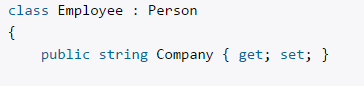 class Employee : Person
{
    public string Company { get; set; }